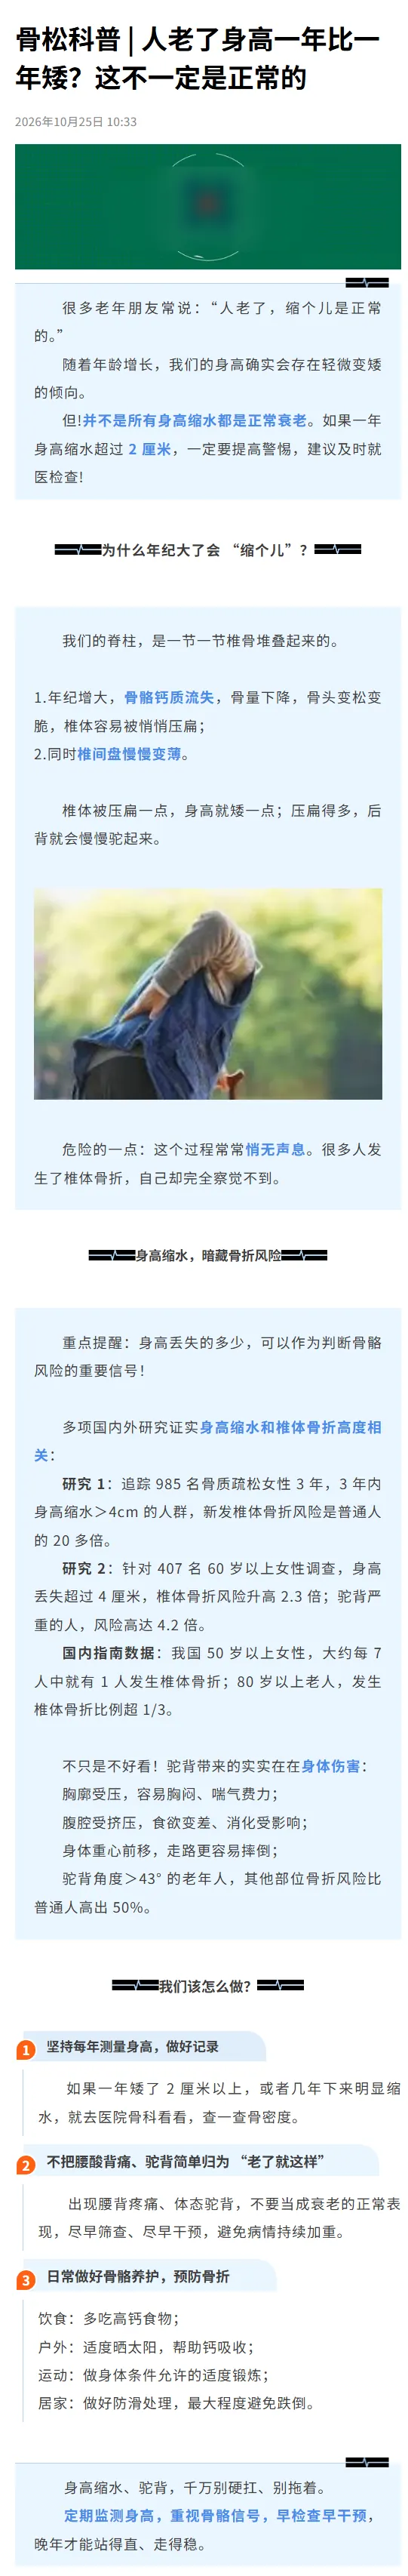 骨松科普 | 人老了身高一年比一
年矮？这不一定是正常的
2026年10月25日 10:33
很多老年朋友常说：“人老了，缩个儿是正常
的。”
随着年龄增长，我们的身高确实会存在轻微变矮
的倾向。
但!并不是所有身高缩水都是正常衰老。如果一年
身高缩水超过 2 厘米，一定要提高警惕，建议及时就
医检查!
为什么年纪大了会 “缩个儿”？
我们的脊柱，是一节一节椎骨堆叠起来的。
1.年纪增大，骨骼钙质流失，骨量下降，骨头变松变
脆，椎体容易被悄悄压扁；
2.同时椎间盘慢慢变薄。
椎体被压扁一点，身高就矮一点；压扁得多，后
背就会慢慢驼起来。
危险的一点：这个过程常常悄无声息。很多人发
生了椎体骨折，自己却完全察觉不到。
身高缩水，暗藏骨折风险
重点提醒：身高丢失的多少，可以作为判断骨骼
风险的重要信号！
多项国内外研究证实身高缩水和椎体骨折高度相
关：
研究 1：追踪 985 名骨质疏松女性 3 年，3 年内
身高缩水＞4cm 的人群，新发椎体骨折风险是普通人
的 20 多倍。
研究 2：针对 407 名 60 岁以上女性调查，身高
丢失超过 4 厘米，椎体骨折风险升高 2.3 倍；驼背严
重的人，风险高达 4.2 倍。
国内指南数据：我国 50 岁以上女性，大约每 7
人中就有 1 人发生椎体骨折；80 岁以上老人，发生
椎体骨折比例超 1/3。
不只是不好看！驼背带来的实实在在身体伤害：
胸廓受压，容易胸闷、喘气费力；
腹腔受挤压，食欲变差、消化受影响；
身体重心前移，走路更容易摔倒；
驼背角度＞43° 的老年人，其他部位骨折风险比
普通人高出 50%。
我们该怎么做？
1 坚持每年测量身高，做好记录
如果一年矮了 2 厘米以上，或者几年下来明显缩
水，就去医院骨科看看，查一查骨密度。
2 不把腰酸背痛、驼背简单归为 “老了就这样”
出现腰背疼痛、体态驼背，不要当成衰老的正常表
现，尽早筛查、尽早干预，避免病情持续加重。
3 日常做好骨骼养护，预防骨折
饮食：多吃高钙食物；
户外：适度晒太阳，帮助钙吸收；
运动：做身体条件允许的适度锻炼；
居家：做好防滑处理，最大程度避免跌倒。
身高缩水、驼背，千万别硬扛、别拖着。
定期监测身高，重视骨骼信号，早检查早干预，
晚年才能站得直、走得稳。